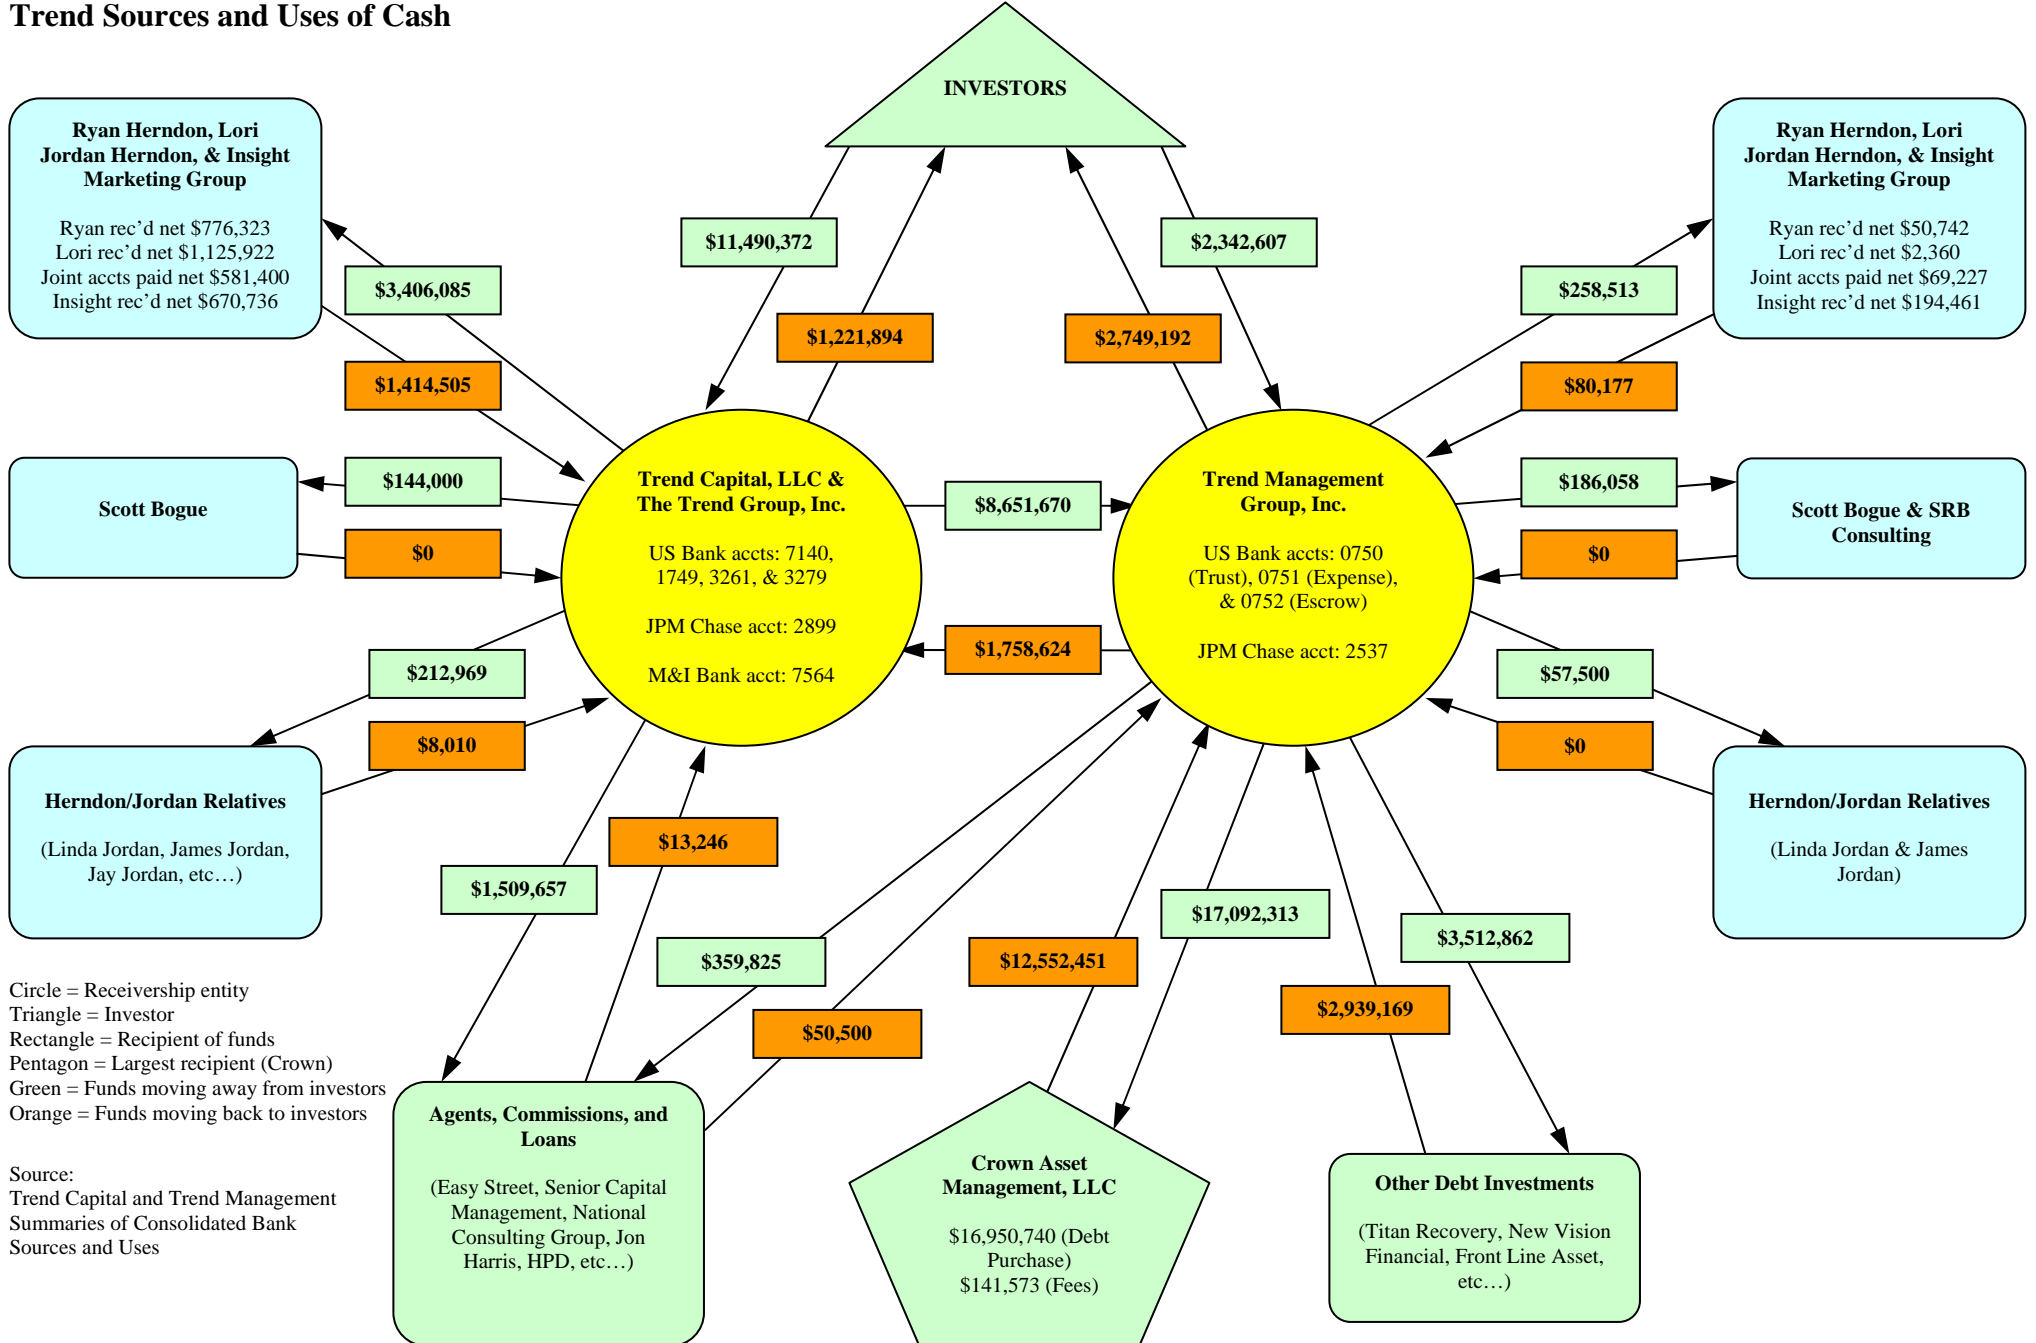 Trend Sources and Uses of Cash
INVESTORS
Ryan Herndon, Lori
Jordan Herndon, & Insight
Marketing Group
Ryan rec’d net $776,323
Lori rec’d net $1,125,922
Joint accts paid net $581,400
Insight rec’d net $670,736
Ryan Herndon, Lori
Jordan Herndon, & Insight
Marketing Group
Ryan rec’d net $50,742
Lori rec’d net $2,360
Joint accts paid net $69,227
Insight rec’d net $194,461
$11,490,372
$2,342,607
$3,406,085
$258,513
$1,221,894
$2,749,192
$1,414,505
$80,177
Scott Bogue
$144,000
$0
Trend Capital, LLC &
The Trend Group, Inc.
US Bank accts: 7140,
1749, 3261, & 3279
JPM Chase acct: 2899
M&I Bank acct: 7564
$8,651,670
$1,758,624
Trend Management
Group, Inc.
US Bank accts: 0750
(Trust), 0751 (Expense),
& 0752 (Escrow)
JPM Chase acct: 2537
$186,058
$0
Scott Bogue & SRB
Consulting
$212,969
$8,010
$57,500
$0
Herndon/Jordan Relatives
(Linda Jordan, James Jordan,
Jay Jordan, etc…)
Herndon/Jordan Relatives
(Linda Jordan & James
Jordan)
$13,246
$1,509,657
$359,825
$50,500
$12,552,451
$17,092,313
$3,512,862
$2,939,169
Circle = Receivership entity
Triangle = Investor
Rectangle = Recipient of funds
Pentagon = Largest recipient (Crown)
Green = Funds moving away from investors
Orange = Funds moving back to investors
Source:
Trend Capital and Trend Management
Summaries of Consolidated Bank
Sources and Uses
Agents, Commissions, and
Loans
(Easy Street, Senior Capital
Management, National
Consulting Group, Jon
Harris, HPD, etc…)
Crown Asset
Management, LLC
$16,950,740 (Debt
Purchase)
$141,573 (Fees)
Other Debt Investments
(Titan Recovery, New Vision
Financial, Front Line Asset,
etc…)